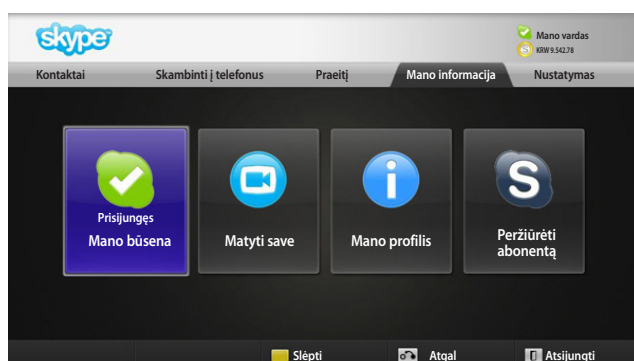 skype
Mano vardas
KRW 9.542.78
Kontaktai Skambinti į telefonus Praeitį Mano informacija Nustatymas
Prisijungęs
Mano būsena
Matyti save
Mano profilis
Peržiūrėti
abonentą
Slėpti Atgal Atsijungti